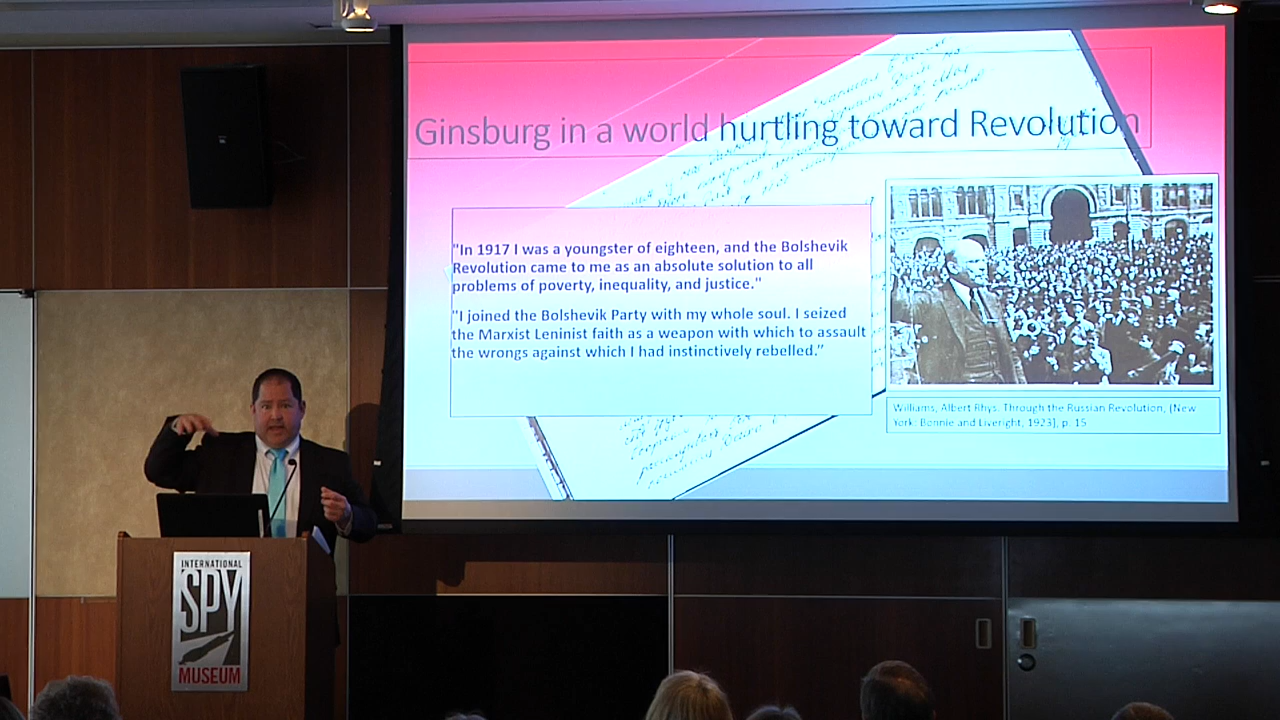 Ginsburg in a world hurtling toward Revolution
"In 1917 I was a youngster of eighteen, and the Bolshevik
Revolution came to me as an absolute solution to all
problems of poverty, inequality, and justice."
"I joined the Bolshevik Party with my whole soul. I seized
the Marxist Leninist faith as a weapon with which to assault
the wrongs against which I had instinctively rebelled."
Williams, Albert Rhys. Through the Russian Revolution, [New
York: Bonnie and Liveright, 1923], p. 15
INTERNATIONAL
SPY
MUSEUM